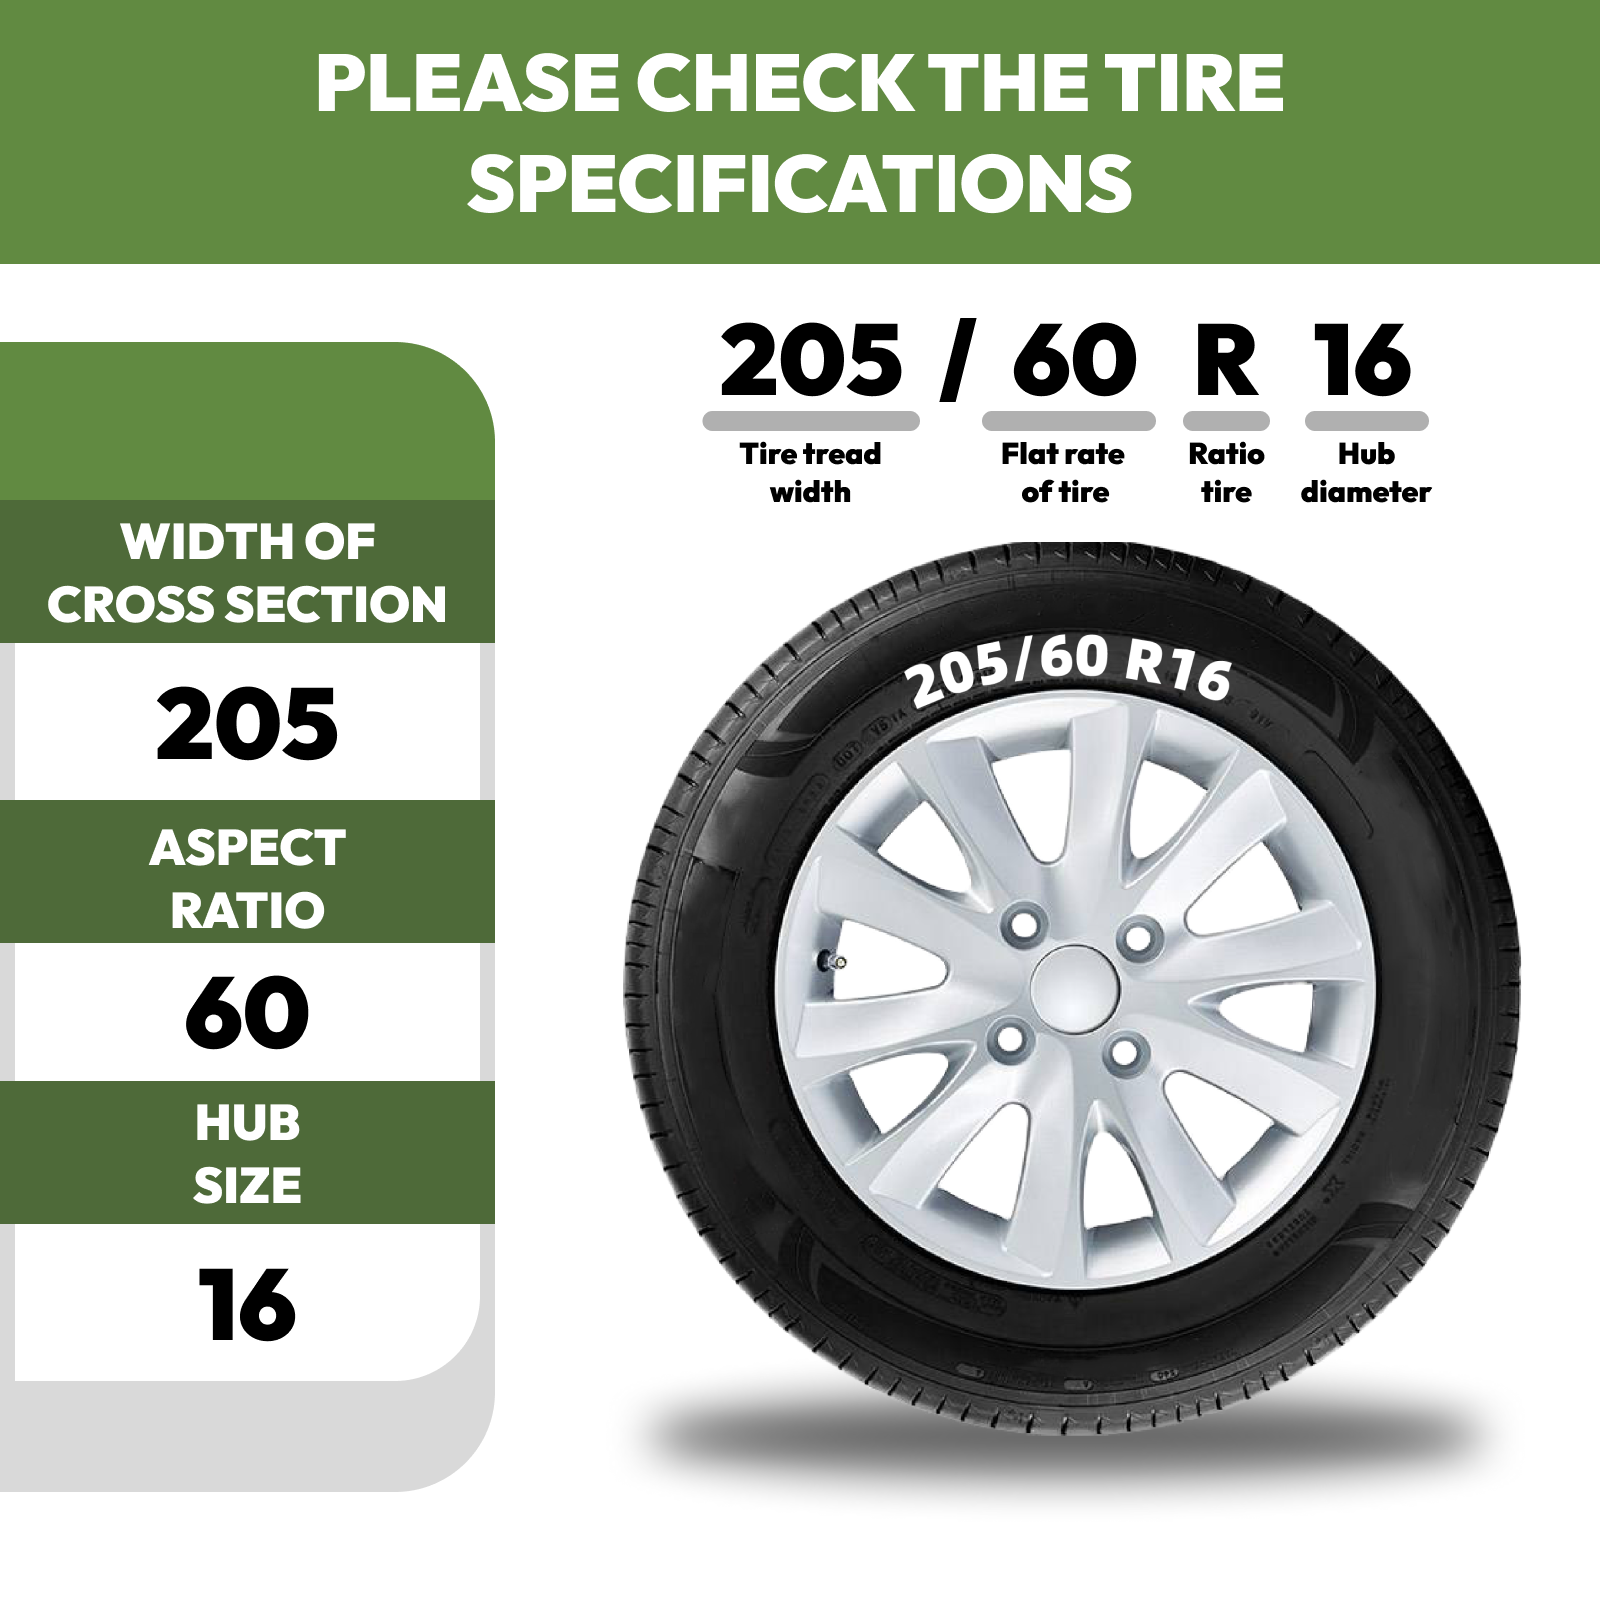 PLEASE CHECK THE TIRE
SPECIFICATIONS
205 / 60 R 16
Tire tread
width
Flat rate
of tire
Ratio
tire
Hub
diameter
WIDTH OF
CROSS SECTION
205
ASPECT
RATIO
60
HUB
SIZE
16
205/60 R16
DOT